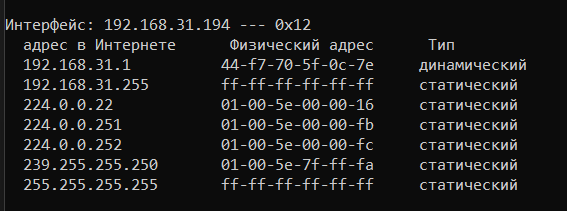 Интерфейс: 192.168.31.194 --- 0x12
адрес в Интернете Физический адрес Тип
192.168.31.1 44-f7-70-5f-0c-7e динамический
192.168.31.255 ff-ff-ff-ff-ff-ff статический
224.0.0.22 01-00-5e-00-00-16 статический
224.0.0.251 01-00-5e-00-00-fb статический
224.0.0.252 01-00-5e-00-00-fc статический
239.255.255.250 01-00-5e-7f-ff-fa статический
255.255.255.255 ff-ff-ff-ff-ff-ff статический